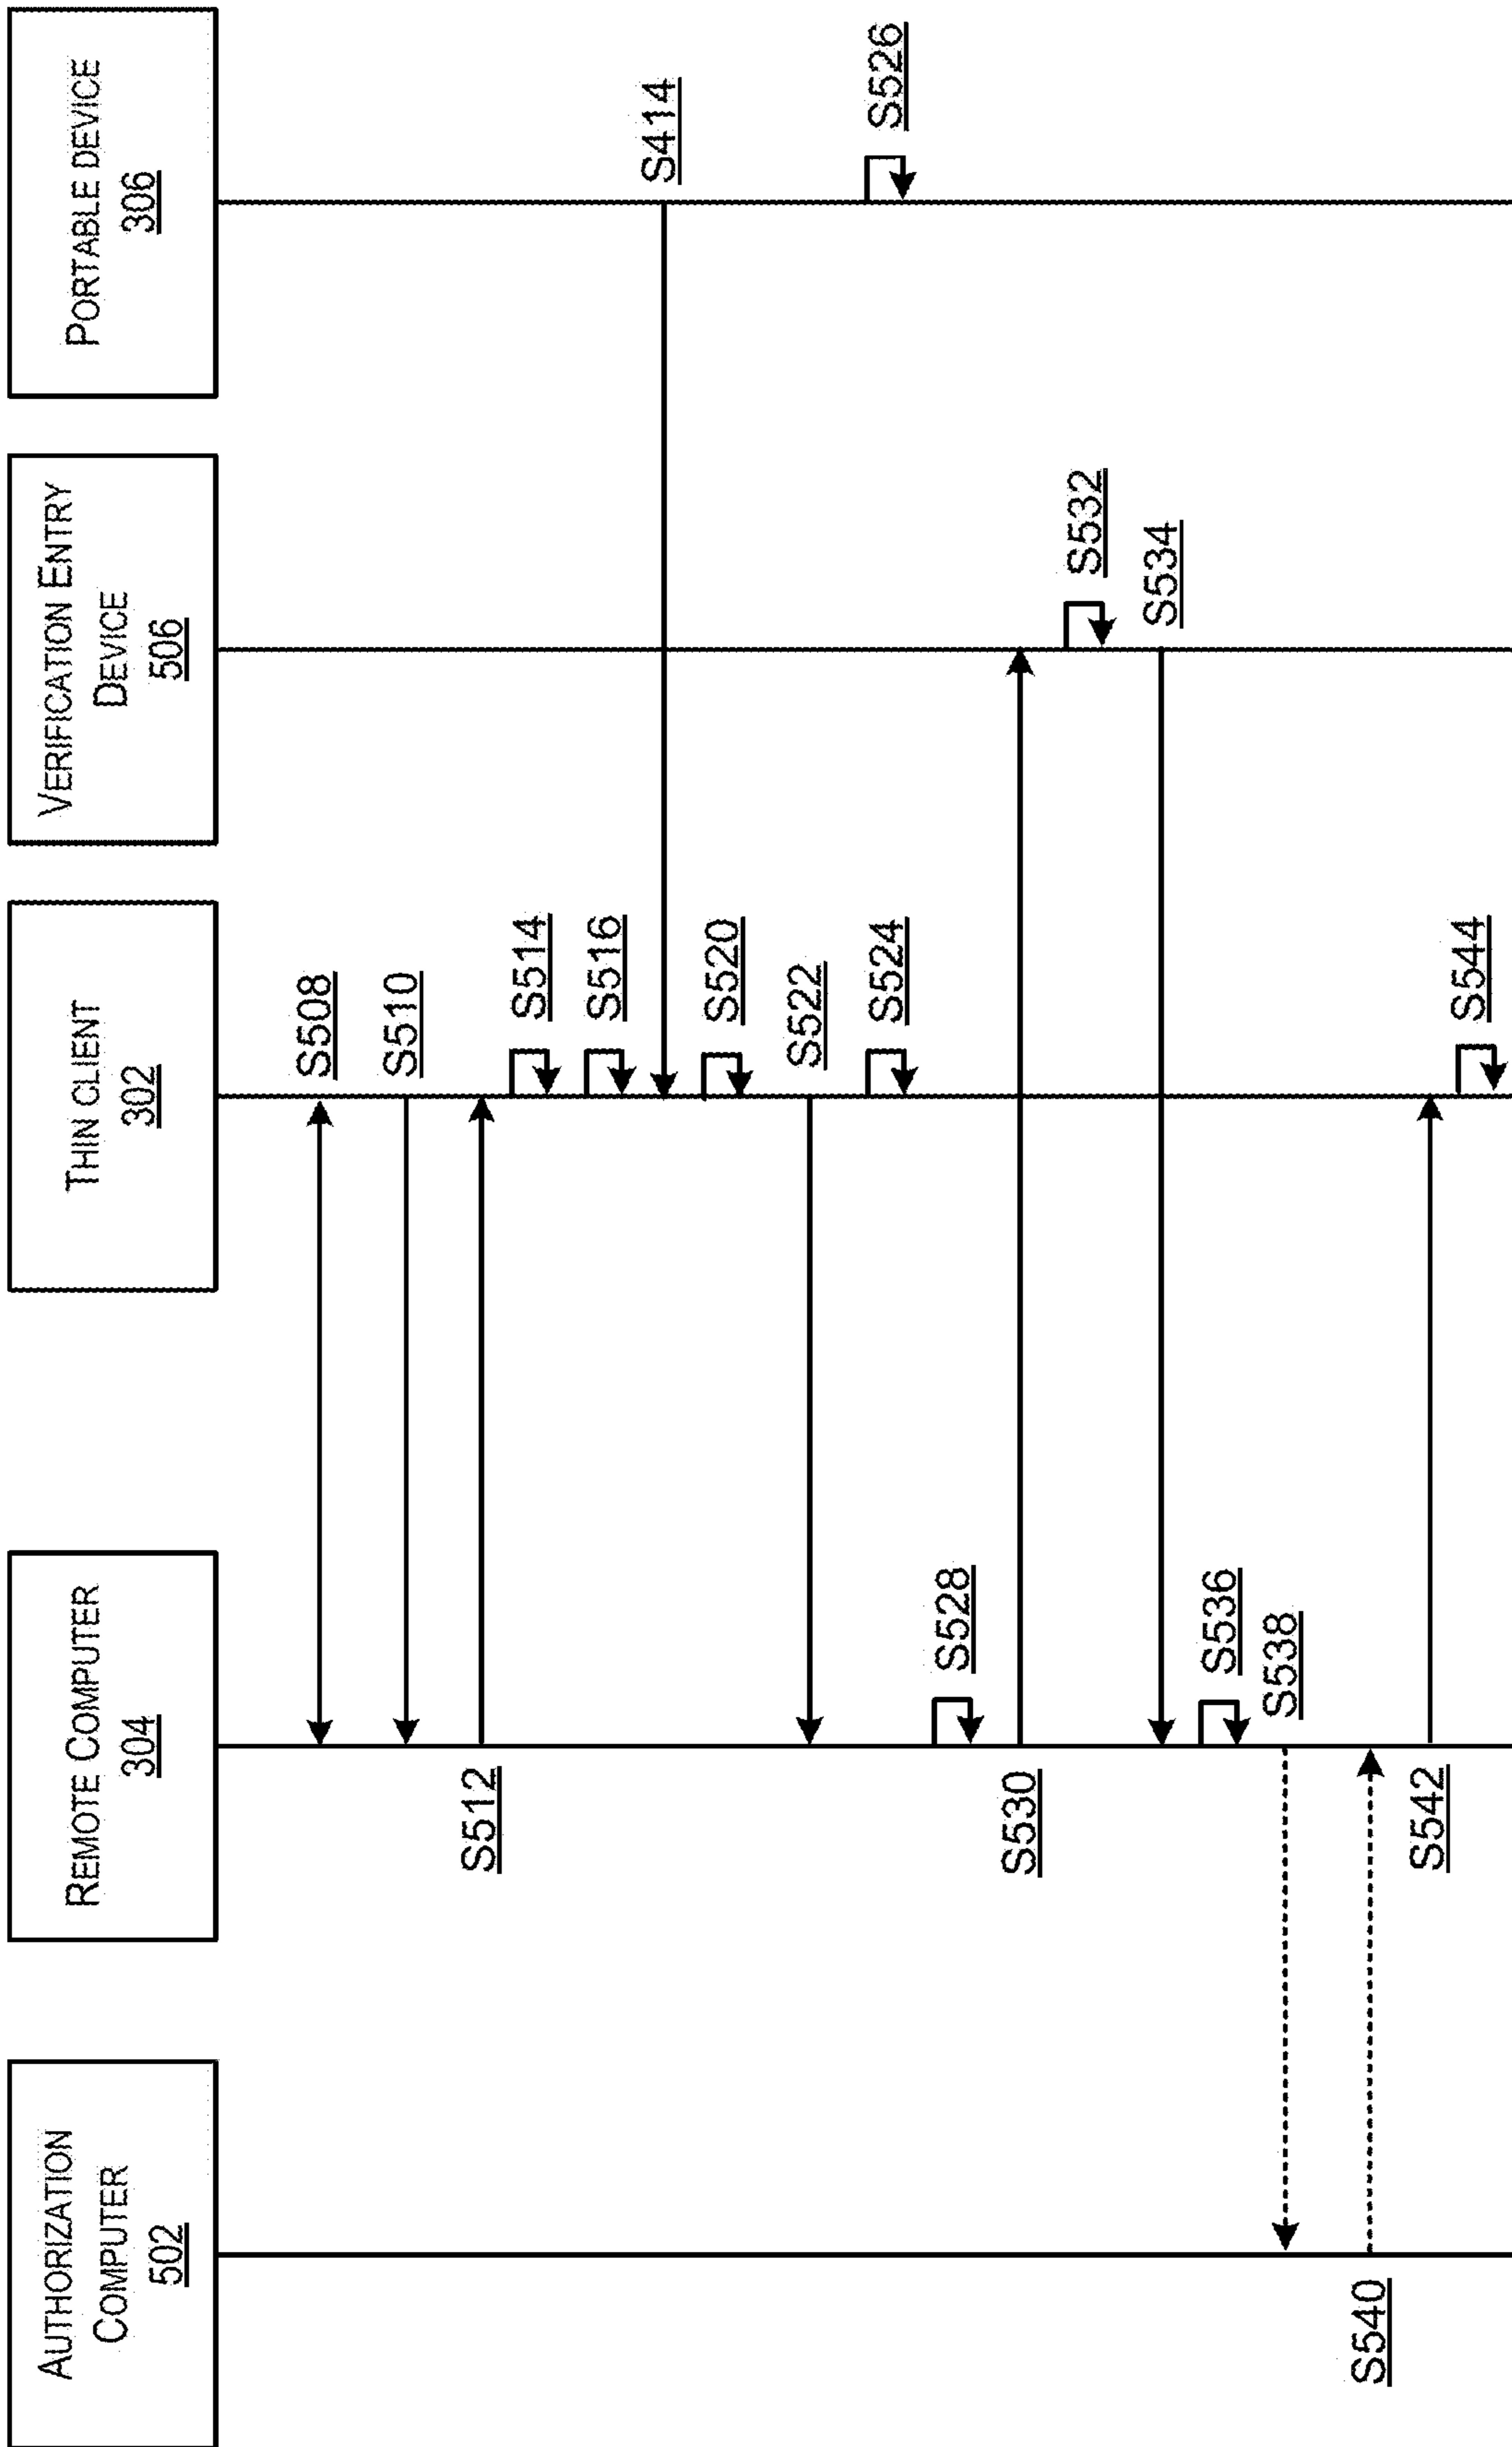 AUTHORIZATION
COMPUTER
502
REMOTE COMPUTER
304
THIN CLIENT
302
VERIFICATION ENTRY
DEVICE
506
PORTABLE DEVICE
306
S508
S510
S512
S514
S516
S414
S520
S522
S524
S526
S528
S530
S532
S534
S536
S538
S540
S542
S544